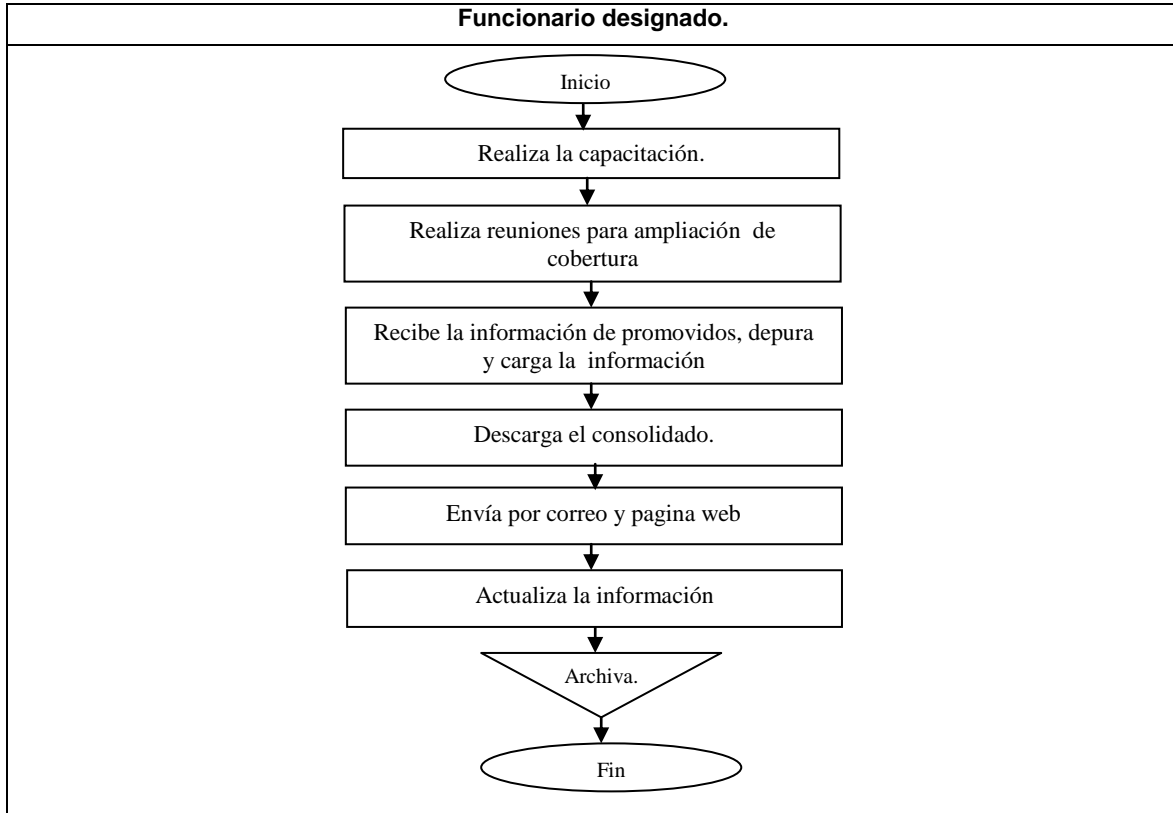 Funcionario designado.
Inicio
Realiza la capacitación.
Realiza reuniones para ampliación de
cobertura
Recibe la información de promovidos, depura
y carga la información
Descarga el consolidado.
Envía por correo y pagina web
Actualiza la información
Archiva.
Fin